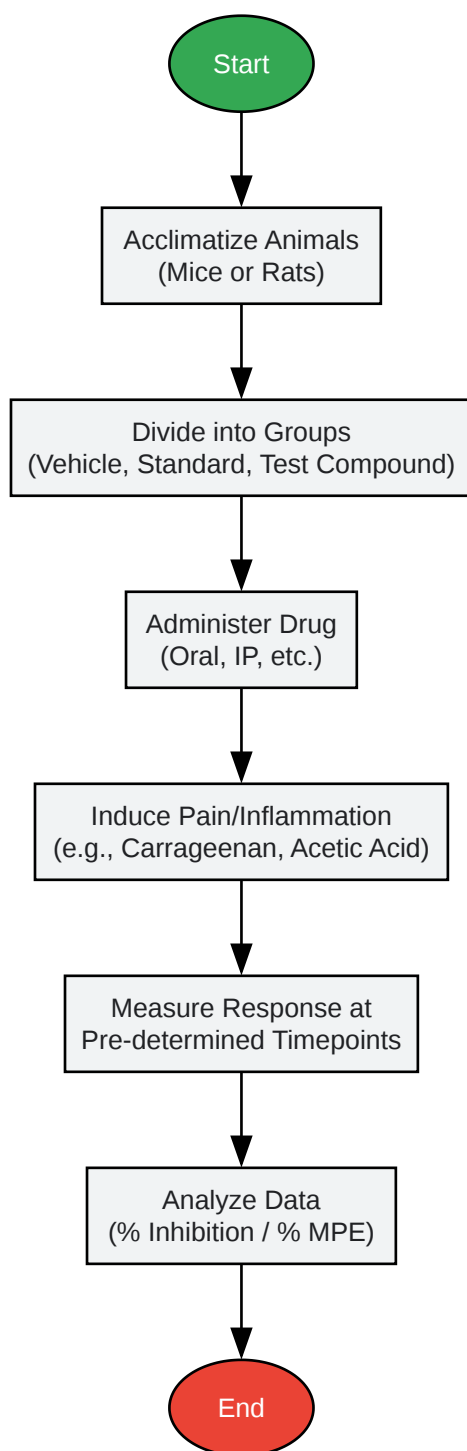 Start
Acclimatize Animals
(Mice or Rats)
Divide into Groups
(Vehicle, Standard, Test Compound)
Administer Drug
(Oral, IP, etc.)
Induce Pain/Inflammation
(e.g., Carrageenan, Acetic Acid)
Measure Response at
Pre-determined Timepoints
Analyze Data
(% Inhibition / % MPE)
End